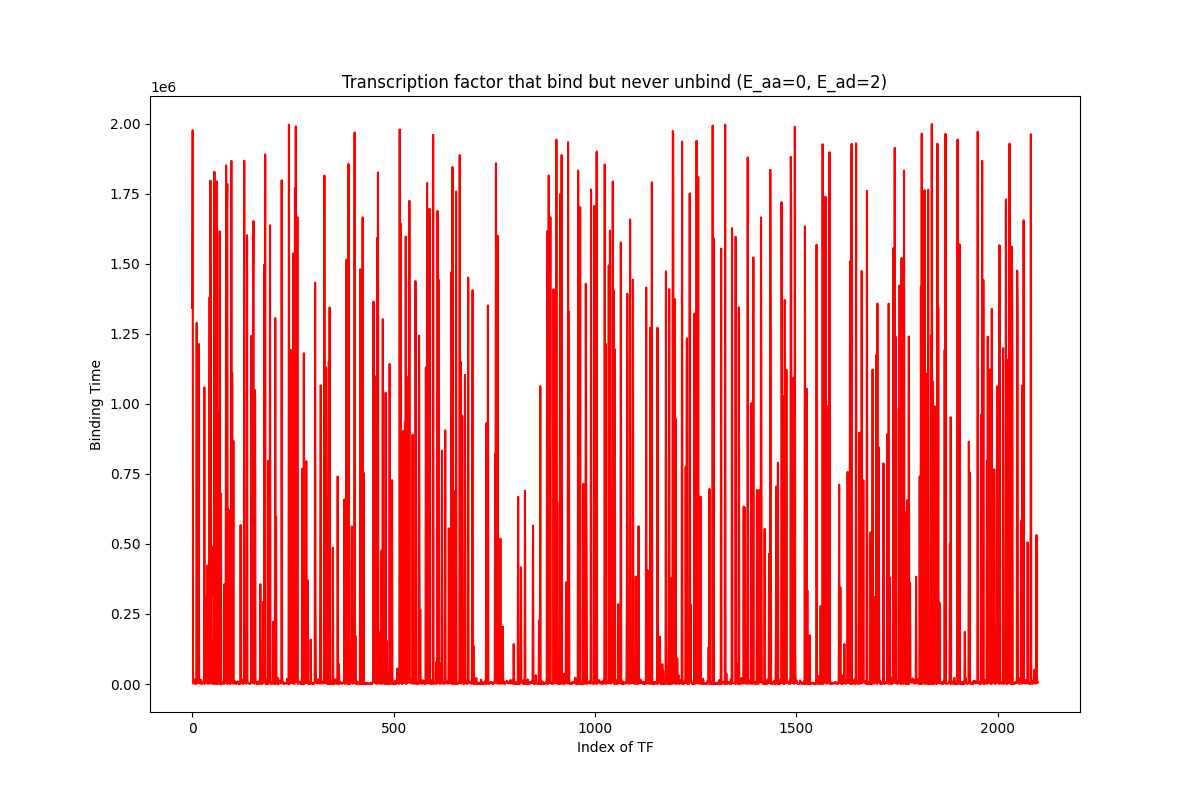 Transcription factor that bind but never unbind (E_aa=0, E_ad=2)
1e6
2.00
1.75
1.50
1.25
1.00
0.75
0.50
0.25
0.00
Binding Time
0 500 1000 1500 2000
Index of TF